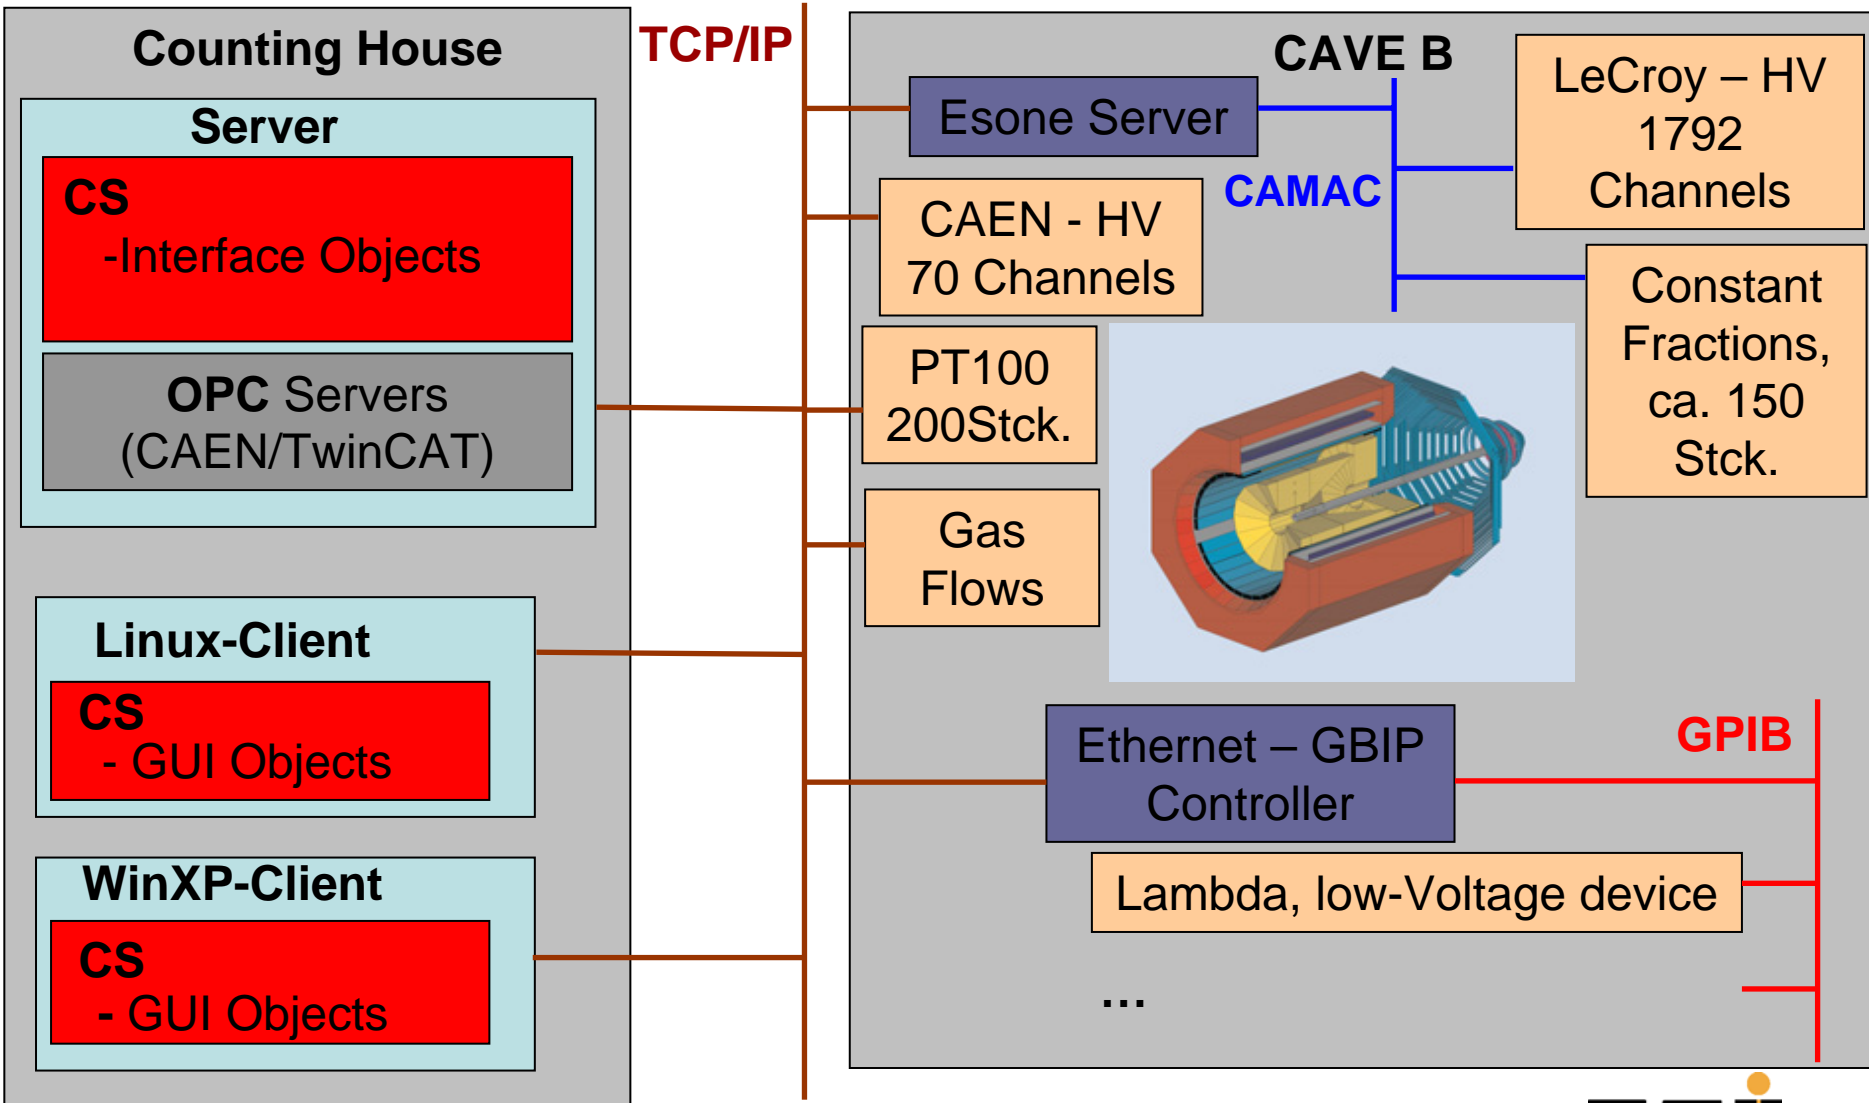 Counting House
Server
CS
-Interface Objects
OPC Servers
(CAEN/TwinCAT)
Linux-Client
CS
- GUI Objects
WinXP-Client
CS
- GUI Objects
TCP/IP
CAVE B
Esone Server
CAMAC
LeCroy – HV
1792
Channels
CAEN - HV
70 Channels
Constant
Fractions,
ca. 150
Stck.
PT100
200Stck.
Gas
Flows
Ethernet – GBIP
Controller
GPIB
Lambda, low-Voltage device
...